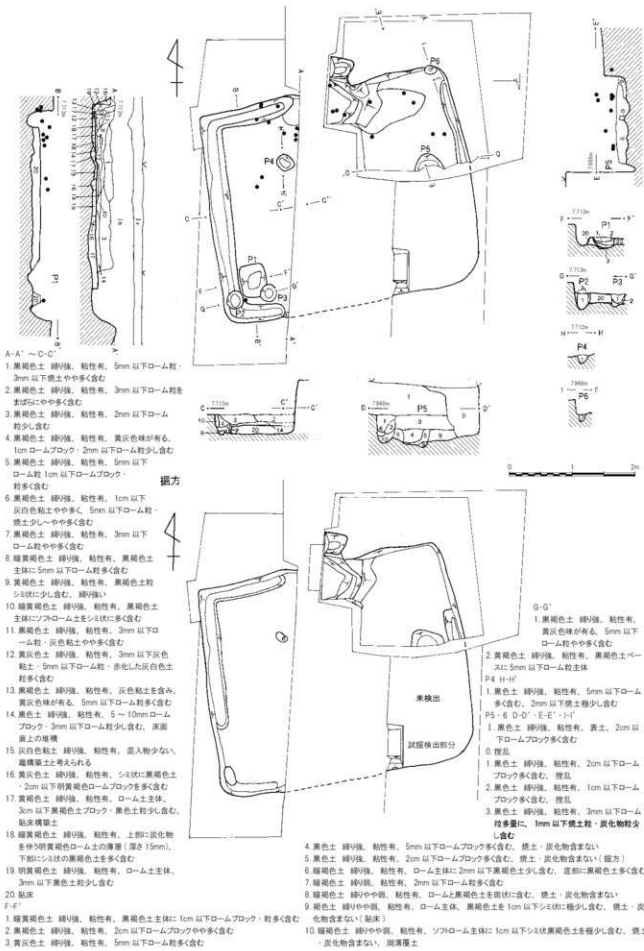 A-A' ～ C-C'
1. 黒褐色土 締り強、粘性有、5mm以下ローム粒・
3mm以下焼土やや多く含む
2. 黒褐色土 締り強、粘性有、3mm以下ローム粒を
まばらにやや多く含む
3. 黒褐色土 締り強、粘性有、2mm以下ローム
粒少し含む
4. 黒褐色土 締り強、粘性有、黄灰色味が有る、
1cmロームブロック・2mm以下ローム粒少し含む
5. 黒褐色土 締り強、粘性有、5mm以下
ローム粒 1cm以下ロームブロック・
粒多く含む
6. 黒褐色土 締り強、粘性有、1cm以下
灰白色粘土やや多く、5mm以下ローム粒・
焼土少し～やや多く含む
7. 黒褐色土 締り強、粘性有、3mm以下
ローム粒やや多く含む
8. 暗黄褐色土 締り強、粘性有、黒褐色土
主体に5mm以下ローム粒多く含む
9. 黄褐色土 締り強、粘性有、黒褐色土粒
シミ状に少し含む、締り強い
10. 暗黄褐色土 締り強、粘性有、黒褐色土
主体にソフトローム土をシミ状に多く含む
11. 黒褐色土 締り強、粘性有、3mm以下ロ
ーム粒・灰色粘土やや多く含む
12. 黄灰色土 締り強、粘性有、3mm以下灰色
粘土・5mm以下ローム粒・赤化した灰白色土
粒多く含む
13. 黒褐色土 締り強、粘性有、灰色粘土を含み、
黄灰色味が有る、5mm以下ローム粒多く含む
14. 黒色土 締り強、粘性有、5～10mmローム
ブロック・3mm以下ローム粒少し含む、床面
直上の堆積
15. 灰白色粘土 締り強、粘性有、混入物少ない、
竈構築土と考えられる
16. 黄灰色土 締り強、粘性有、シミ状に黒褐色土
・2cm以下明黄褐色ロームブロックを多く含む
17. 黄褐色土 締り強、粘性有、ローム土主体、
3cm以下黒褐色土ブロック・黒色土粒少し含む、
貼床構築土
18. 暗黄褐色土 締り強、粘性有、上部に炭化物
を伴う明黄褐色ローム土の薄層(厚さ15mm)、
下部にシミ状の黒褐色土を多く含む
19. 明黄褐色土 締り強、粘性有、ローム土主体、
3mm以下黒色土粒少し含む
20. 貼床
F-F'
1. 暗黄褐色土 締り強、粘性有、黒褐色土主体に1cm以下ロームブロック・粒多く含む
2. 黒褐色土 締り強、粘性有、2cm以下ロームブロックやや多く含む
3. 黄褐色土 締り強、粘性有、5mm以下ローム粒多く含む
掘方
P1
P2
P3
P4
P5
P6
7.713m
7.968m
0 1 2m
未検出
試掘検出部分
G-G'
1. 黒褐色土 締り強、粘性有、
黄灰色味が有る、5mm以下ロ
ーム粒やや多く含む
2. 黄褐色土 締り強、粘性有、黒褐色土ベー
スに5mm以下ローム粒主体
P4 H-H'
1. 黒褐色土 締り強、粘性有、5mm以下ローム
多く含む、2mm以下焼土極少し含む
P5・6 D-D'・E-E'・I-I'
I 黒褐色土 締り強、粘性有、表土、2cm以
下ロームブロック多く含む
0. 撹乱
1. 黒褐色土 締り強、粘性有、2cm以下ローム
ブロック多く含む、撹乱
2. 黒褐色土 締り強、粘性有、1cm以下ローム
ブロック多く含む、撹乱
3. 黒色土 締り強、粘性有、3mm以下ローム
粒多量に、1mm以下焼土粒・炭化物粒少
し含む
4. 黒色土 締り強、粘性有、5mm以下ロームブロック多く含む、焼土・炭化物含まない
5. 黒色土 締り強、粘性有、2cm以下ロームブロック多く含む、焼土・炭化物含まない(掘方)
6. 暗褐色土 締り強、粘性有、ローム主体に2mm以下黒褐色土少し含む、底部に黒褐色土多く含む
7. 暗褐色土 締り弱、粘性有、2mm以下ローム粒多く含む
8. 暗褐色土 締りやや弱、粘性有、ロームと黒褐色土を斑状に含む、焼土・炭化物含まない
9. 褐色土 締りやや弱、粘性有、ローム主体、黒褐色土を1cm以下シミ状に極少し含む、焼土・炭
化物含まない(貼床)
10. 暗褐色土 締りやや弱、粘性有、ソフトローム主体に1cm以下シミ状黒褐色土を極少し含む、焼土
・炭化物含まない、周溝覆土